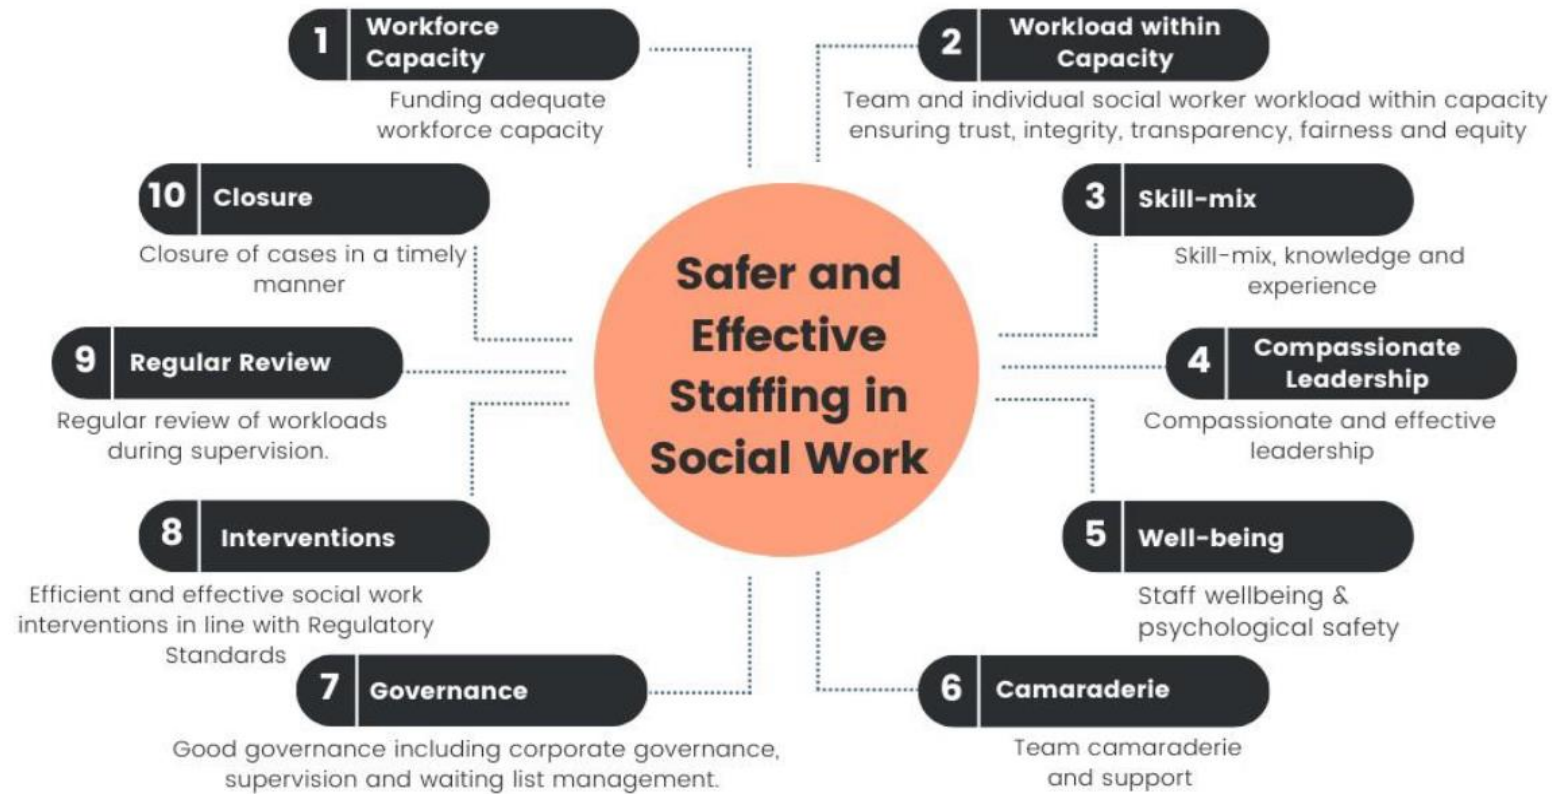 Safer and
Effective
Staffing in
Social Work
1
Workforce
Capacity
Funding adequate
workforce capacity
2
Workload within
Capacity
Team and individual social worker workload within capacity
ensuring trust, integrity, transparency, fairness and equity
3
Skill-mix
Skill-mix, knowledge and
experience
4
Compassionate
Leadership
Compassionate and effective
leadership
5
Well-being
Staff wellbeing &
psychological safety
6
Camaraderie
Team camaraderie
and support
7
Governance
Good governance including corporate governance,
supervision and waiting list management.
8
Interventions
Efficient and effective social work
interventions in line with Regulatory
Standards
9
Regular Review
Regular review of workloads
during supervision.
10
Closure
Closure of cases in a timely
manner